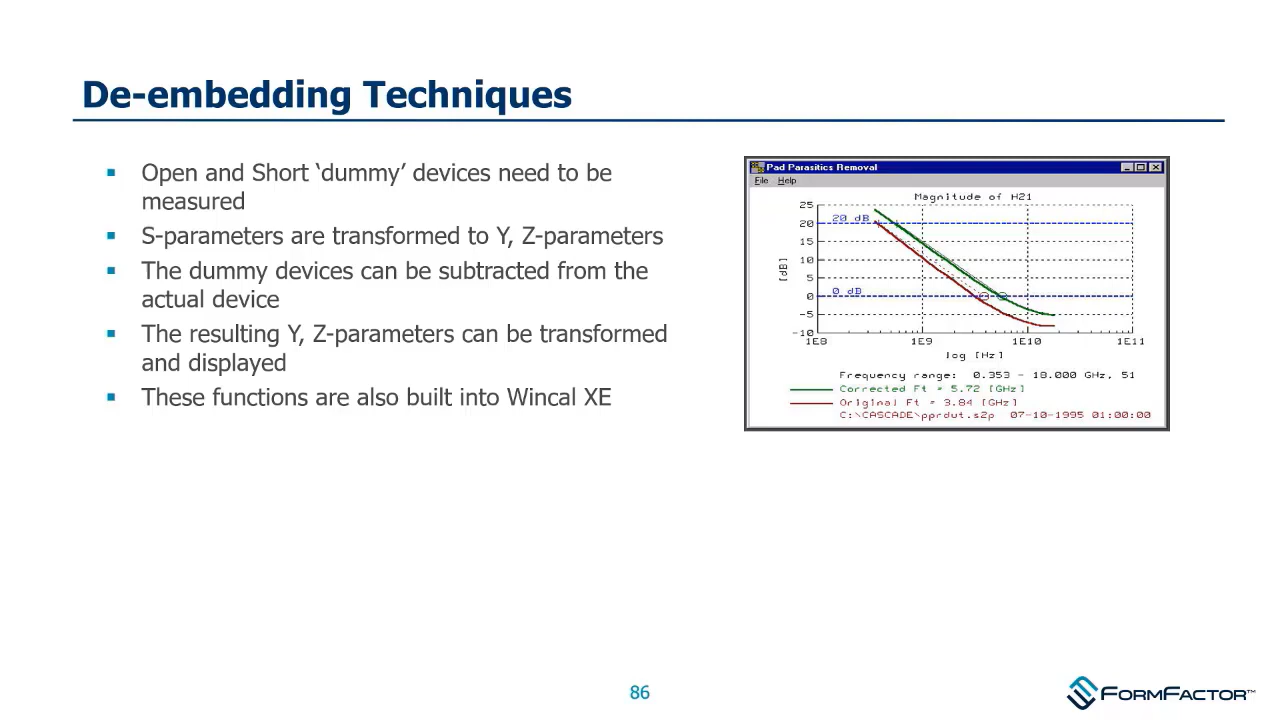 De-embedding Techniques
▪ Open and Short ‘dummy’ devices need to be
measured
▪ S-parameters are transformed to Y, Z-parameters
▪ The dummy devices can be subtracted from the
actual device
▪ The resulting Y, Z-parameters can be transformed
and displayed
▪ These functions are also built into Wincal XE
Pad Parasitics Removal
File Help
Magnitude of H21
[dB]
25
20
15
10
5
0
-5
-10
20 dB
0 dB
1E8 1E9 1E10 1E11
log [Hz]
Frequency range: 0.353 - 18.000 GHz, 51
Corrected Ft = 5.72 [GHz]
Original Ft = 3.84 [GHz]
C:\CASCADE\pprdut.s2p 07-10-1995 01:00:00
86
FORMFACTOR™